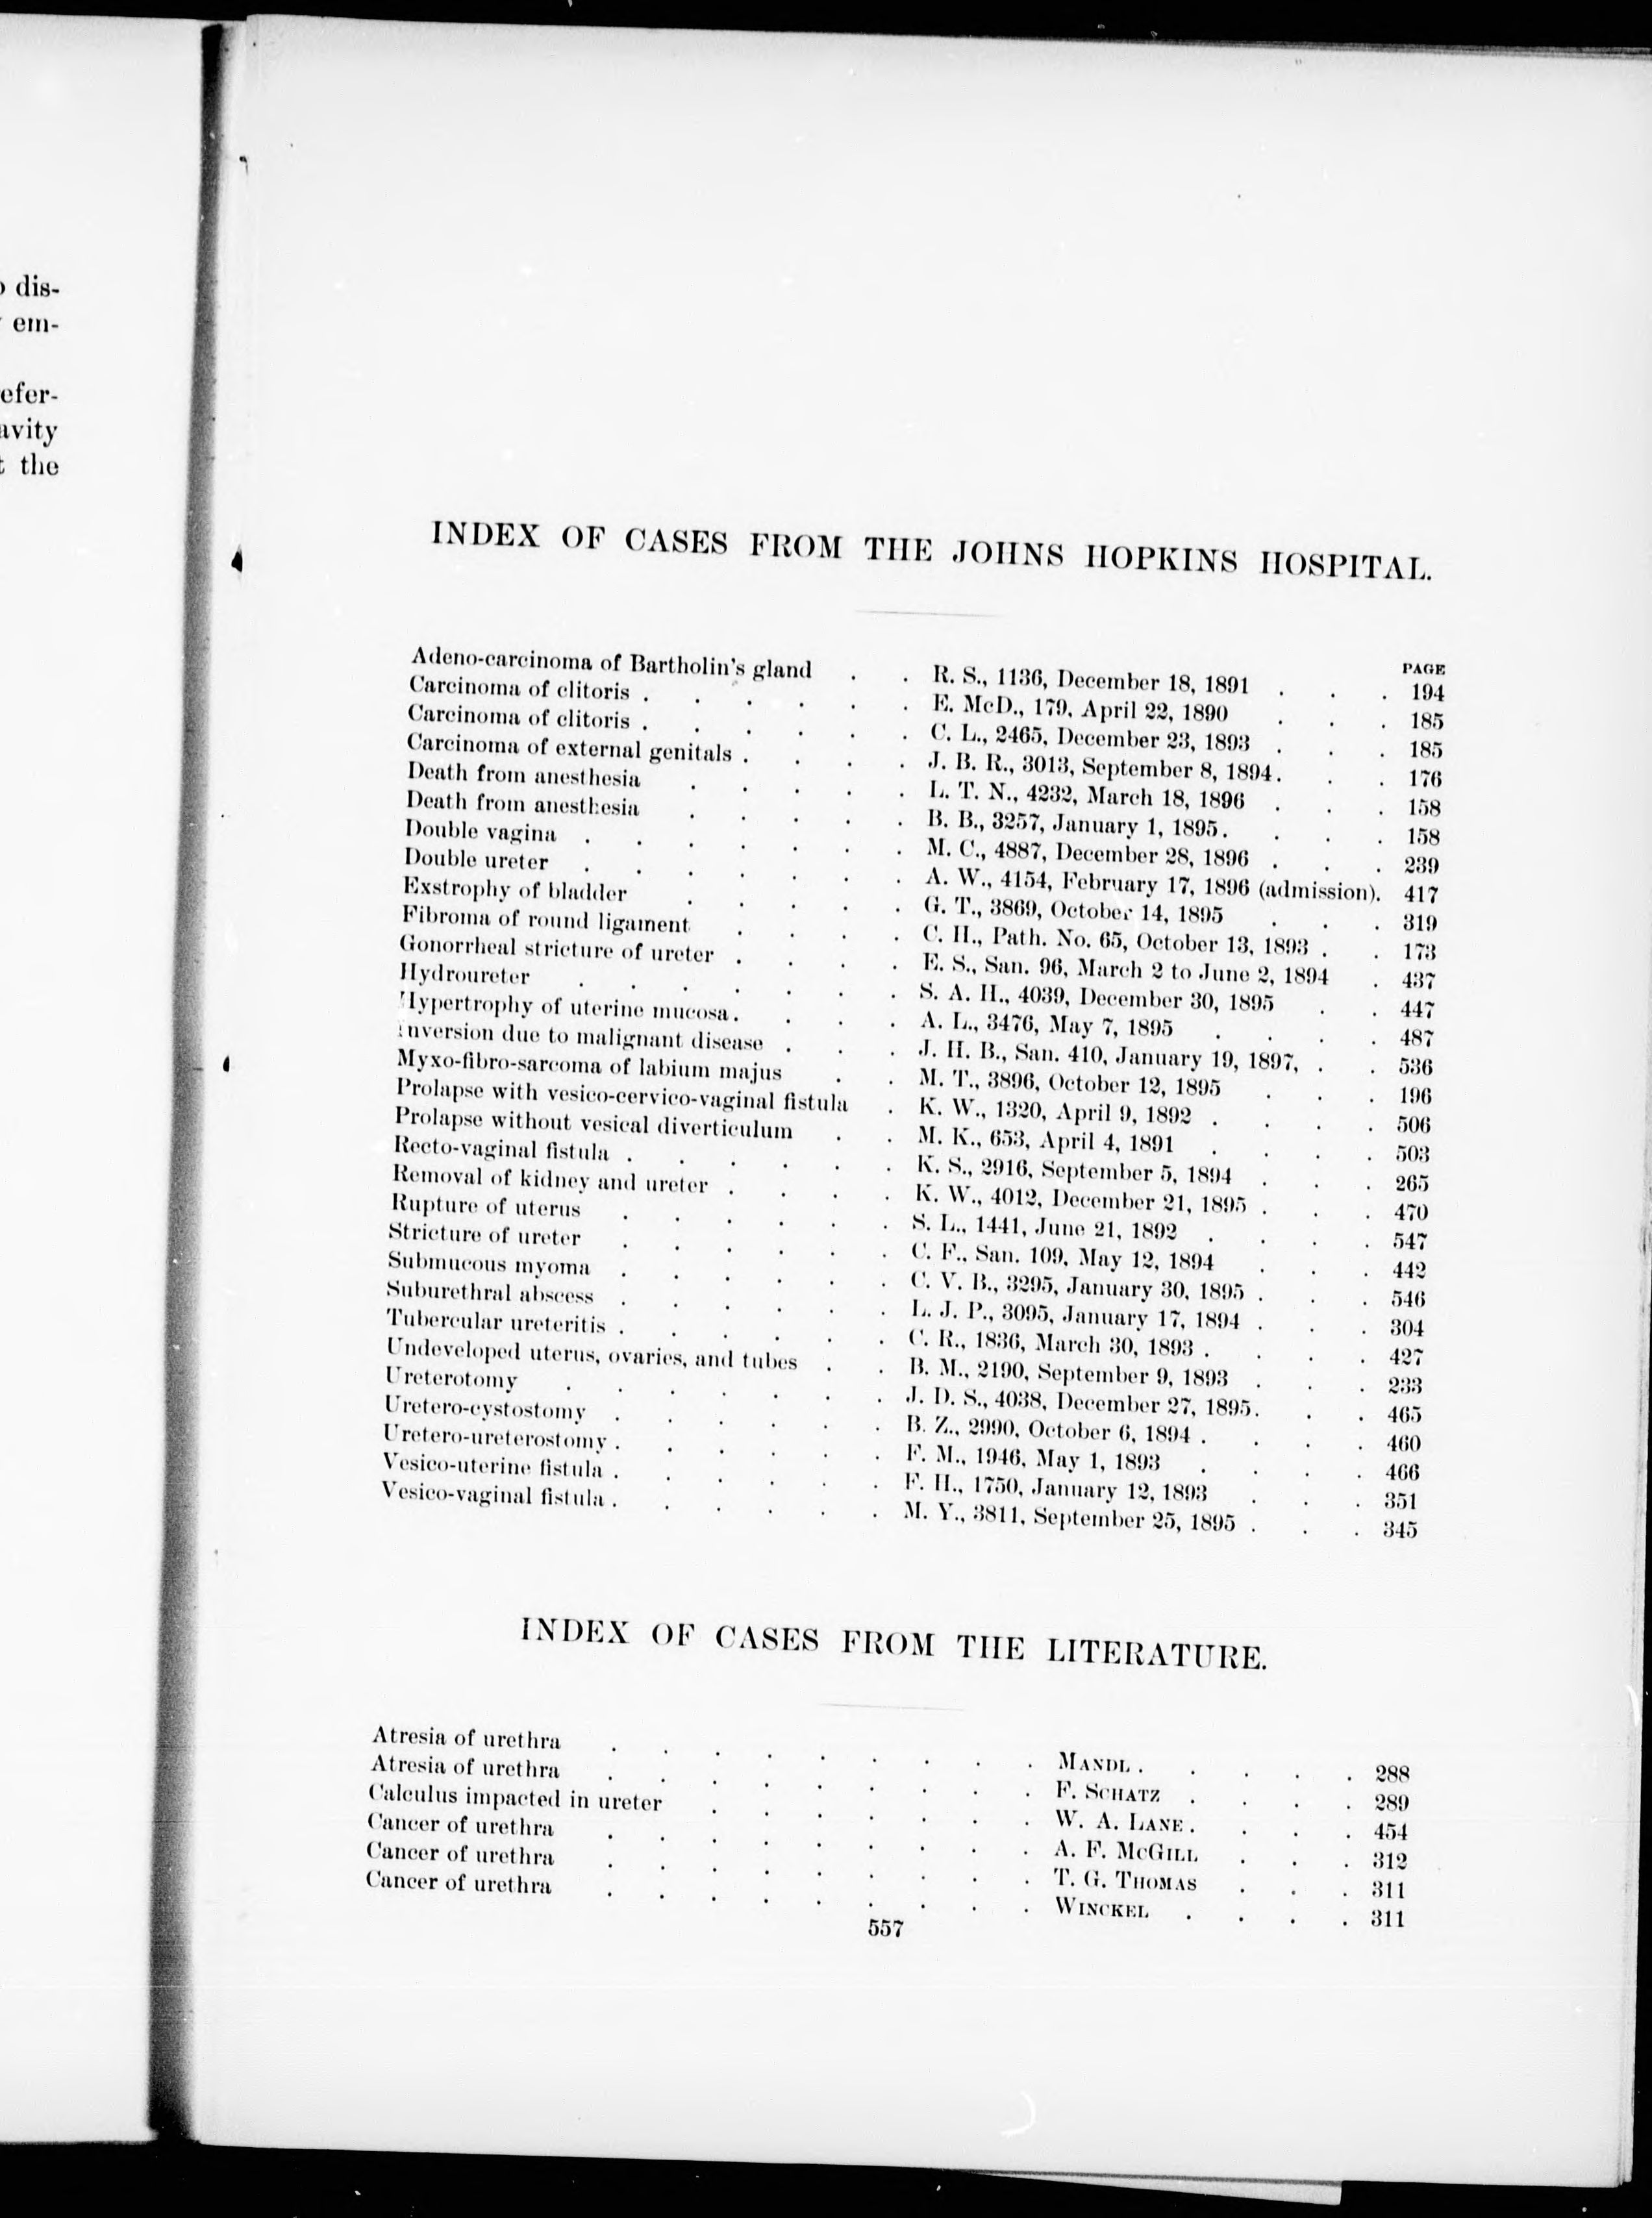 dis-
em-
efer-
avity
the
INDEX OF CASES FROM THE JOHNS HOPKINS HOSPITAL.
PAGE
Adeno-carcinoma of Bartholin's gland . . R. S., 1136, December 18, 1891 . . . 194
Carcinoma of clitoris . . . . . . E. McD., 179, April 22, 1890 . . . 185
Carcinoma of clitoris . . . . . . C. L., 2465, December 23, 1893 . . . 185
Carcinoma of external genitals . . . . J. B. R., 3013, September 8, 1894 . . . 176
Death from anesthesia . . . . . L. T. N., 4232, March 18, 1896 . . . 158
Death from anesthesia . . . . . B. B., 3257, January 1, 1895 . . . . 158
Double vagina . . . . . . . M. C., 4887, December 28, 1896 . . . 239
Double ureter . . . . . . . A. W., 4154, February 17, 1896 (admission) . 417
Exstrophy of bladder . . . . . G. T., 3869, October 14, 1895 . . . 319
Fibroma of round ligament . . . . C. H., Path. No. 65, October 13, 1893 . . 173
Gonorrheal stricture of ureter . . . . E. S., San. 96, March 2 to June 2, 1894 . 437
Hydroureter . . . . . . . S. A. H., 4039, December 30, 1895 . . 447
Hypertrophy of uterine mucosa . . . . A. L., 3476, May 7, 1895 . . . . 487
Inversion due to malignant disease . . . J. H. B., San. 410, January 19, 1897, . . 536
Myxo-fibro-sarcoma of labium majus . . M. T., 3896, October 12, 1895 . . . 196
Prolapse with vesico-cervico-vaginal fistula . K. W., 1320, April 9, 1892 . . . . 506
Prolapse without vesical diverticulum . . M. K., 653, April 4, 1891 . . . . 503
Recto-vaginal fistula . . . . . . K. S., 2916, September 5, 1894 . . . 265
Removal of kidney and ureter . . . . K. W., 4012, December 21, 1895 . . . 470
Rupture of uterus . . . . . . S. L., 1441, June 21, 1892 . . . . 547
Stricture of ureter . . . . . . C. F., San. 109, May 12, 1894 . . . 442
Submucous myoma . . . . . . C. V. B., 3295, January 30, 1895 . . . 546
Suburethral abscess . . . . . . L. J. P., 3095, January 17, 1894 . . . 304
Tubercular ureteritis . . . . . . C. R., 1836, March 30, 1893 . . . . 427
Undeveloped uterus, ovaries, and tubes . . B. M., 2190, September 9, 1893 . . . 233
Ureterotomy . . . . . . . J. D. S., 4038, December 27, 1895 . . . 465
Uretero-cystostomy . . . . . . B. Z., 2990, October 6, 1894 . . . . 460
Uretero-ureterostomy . . . . . . F. M., 1946, May 1, 1893 . . . . 466
Vesico-uterine fistula . . . . . . F. H., 1750, January 12, 1893 . . . 351
Vesico-vaginal fistula . . . . . . M. Y., 3811, September 25, 1895 . . . 345
INDEX OF CASES FROM THE LITERATURE.
Atresia of urethra . . . . . . . . . MANDL . . . . . 288
Atresia of urethra . . . . . . . . . F. SCHATZ . . . . 289
Calculus impacted in ureter . . . . . . . W. A. LANE . . . . 454
Cancer of urethra . . . . . . . . . A. F. MCGILL . . . 312
Cancer of urethra . . . . . . . . . T. G. THOMAS . . . 311
Cancer of urethra . . . . . . . . . WINCKEL . . . . 311
557